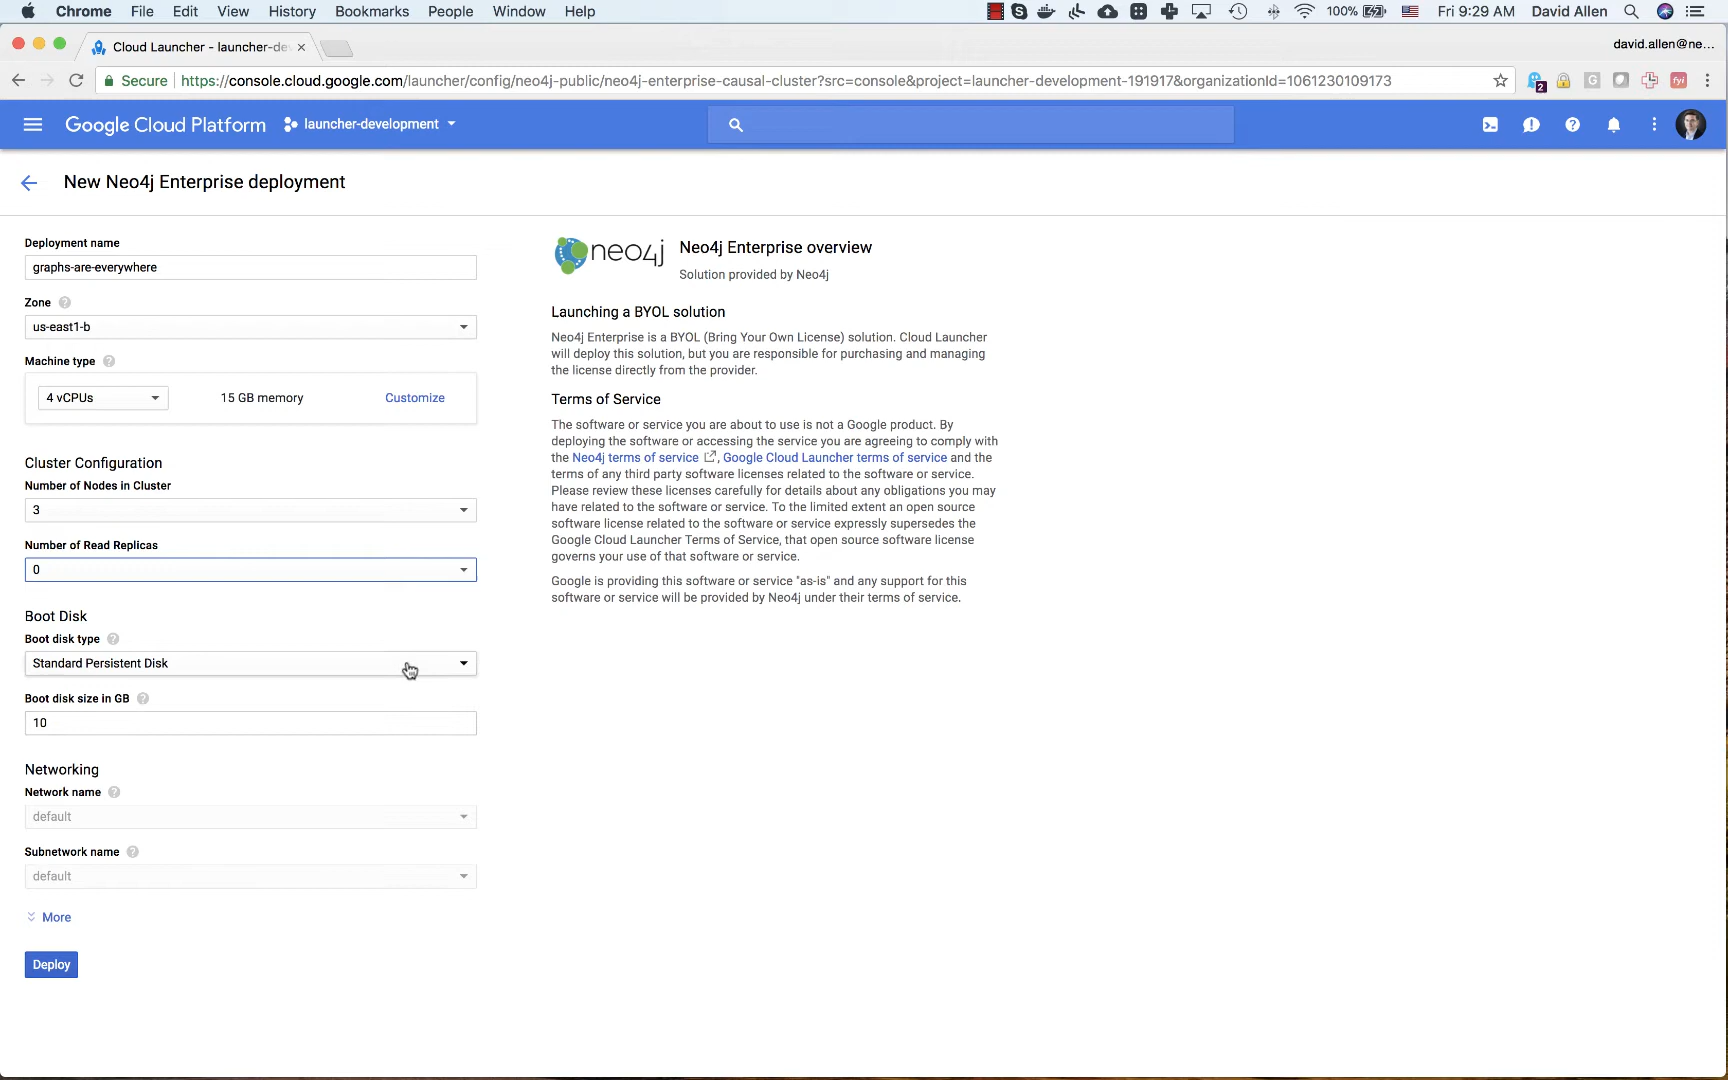 Chrome File Edit View History Bookmarks People Window Help 100% Fri 9:29 AM David Allen
Cloud Launcher - launcher-de
david.allen@ne...
Secure https://console.cloud.google.com/launcher/config/neo4j-public/neo4j-enterprise-causal-cluster?src=console&project=launcher-development-191917&organizationId=1061230109173
2 G fyi
Google Cloud Platform launcher-development
New Neo4j Enterprise deployment
Deployment name
graphs-are-everywhere
Zone
us-east1-b
Machine type
4 vCPUs 15 GB memory Customize
Cluster Configuration
Number of Nodes in Cluster
3
Number of Read Replicas
0
Boot Disk
Boot disk type
Standard Persistent Disk
Boot disk size in GB
10
Networking
Network name
default
Subnetwork name
default
More
Deploy
neo4j
Neo4j Enterprise overview
Solution provided by Neo4j
Launching a BYOL solution
Neo4j Enterprise is a BYOL (Bring Your Own License) solution. Cloud Launcher
will deploy this solution, but you are responsible for purchasing and managing
the license directly from the provider.
Terms of Service
The software or service you are about to use is not a Google product. By
deploying the software or accessing the service you are agreeing to comply with
the Neo4j terms of service , Google Cloud Launcher terms of service and the
terms of any third party software licenses related to the software or service.
Please review these licenses carefully for details about any obligations you may
have related to the software or service. To the limited extent an open source
software license related to the software or service expressly supersedes the
Google Cloud Launcher Terms of Service, that open source software license
governs your use of that software or service.
Google is providing this software or service "as-is" and any support for this
software or service will be provided by Neo4j under their terms of service.